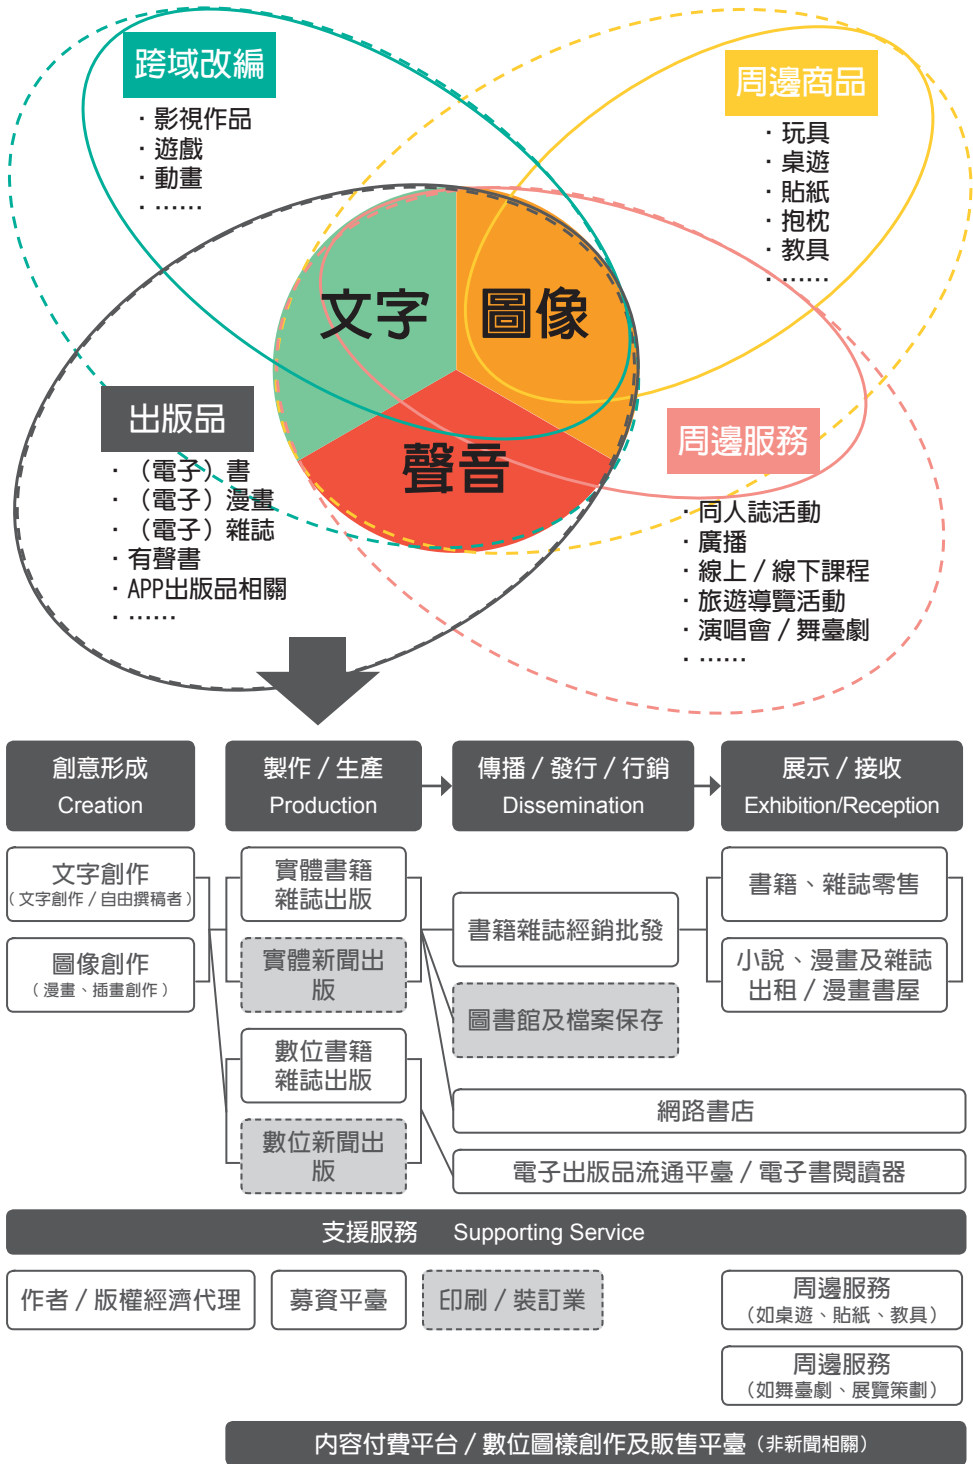 跨域改編
· 影視作品
· 遊戲
· 動畫
· ……
周邊商品
· 玩具
· 桌遊
· 貼紙
· 抱枕
· 教具
· ……
文字
圖像
聲音
出版品
· （電子）書
· （電子）漫畫
· （電子）雜誌
· 有聲書
· APP出版品相關
· ……
周邊服務
· 同人誌活動
· 廣播
· 線上 / 線下課程
· 旅遊導覽活動
· 演唱會 / 舞臺劇
· ……
創意形成
Creation
製作 / 生產
Production
傳播 / 發行 / 行銷
Dissemination
展示 / 接收
Exhibition/Reception
文字創作
（文字創作 / 自由撰稿者）
圖像創作
（漫畫、插畫創作）
實體書籍
雜誌出版
實體新聞出
版
數位書籍
雜誌出版
數位新聞出
版
書籍雜誌經銷批發
圖書館及檔案保存
書籍、雜誌零售
小說、漫畫及雜誌
出租 / 漫畫書屋
網路書店
電子出版品流通平臺 / 電子書閱讀器
支援服務 Supporting Service
作者 / 版權經濟代理
募資平臺
印刷 / 裝訂業
周邊服務
（如桌遊、貼紙、教具）
周邊服務
（如舞臺劇、展覽策劃）
內容付費平台 / 數位圖樣創作及販售平臺（非新聞相關）